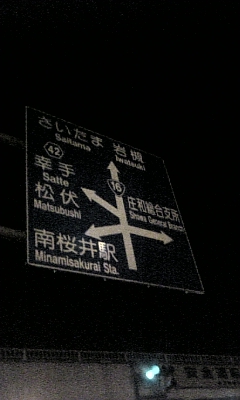 さいたま 岩槻
Saitama Iwatsuki
42
幸手
Satte
16
松伏
Matsubushi
庄和総合支所
Showa General Branch
南桜井駅
Minamisakurai Sta.